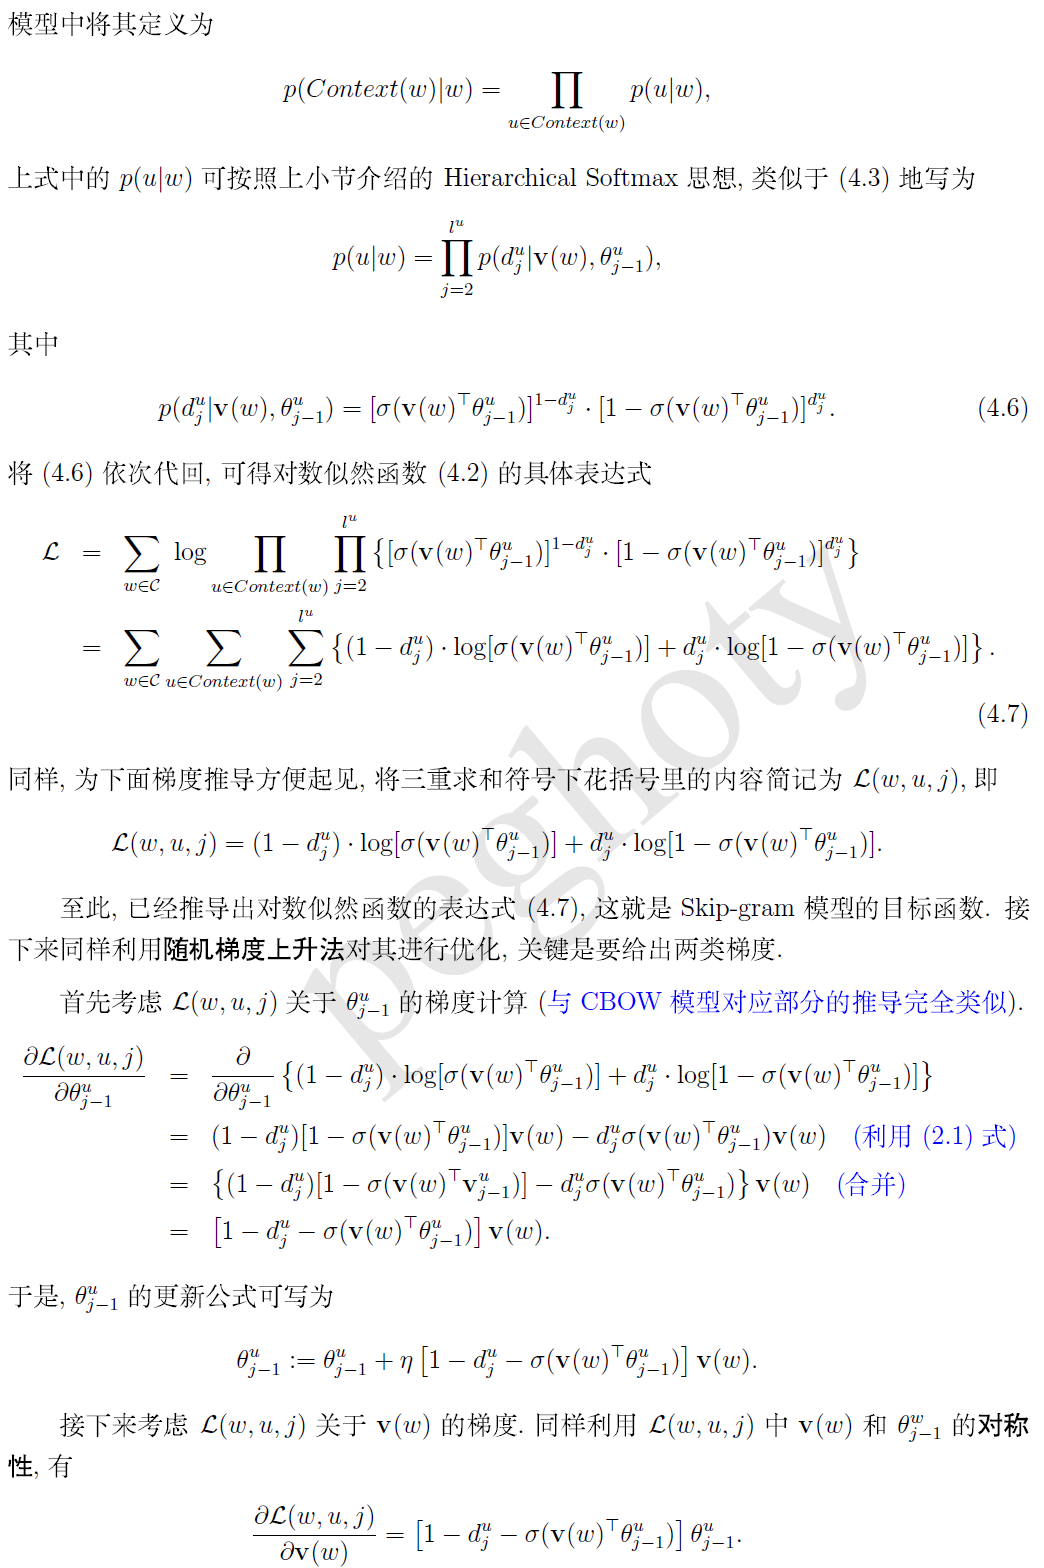 模型中将其定义为
p(Context(w)|w) = ∏_{u∈Context(w)} p(u|w),
上式中的 p(u|w) 可按照上小节介绍的 Hierarchical Softmax 思想, 类似于 (4.3) 地写为
p(u|w) = ∏_{j=2}^{l^u} p(d_j^u|v(w), θ_{j−1}^u),
其中
p(d_j^u|v(w), θ_{j−1}^u) = [σ(v(w)^⊤θ_{j−1}^u)]^{1−d_j^u} · [1 − σ(v(w)^⊤θ_{j−1}^u)]^{d_j^u}. (4.6)
将 (4.6) 依次代回, 可得对数似然函数 (4.2) 的具体表达式
ℒ = ∑_{w∈𝒞} log ∏_{u∈Context(w)} ∏_{j=2}^{l^u} {[σ(v(w)^⊤θ_{j−1}^u)]^{1−d_j^u} · [1 − σ(v(w)^⊤θ_{j−1}^u)]^{d_j^u}}
= ∑_{w∈𝒞} ∑_{u∈Context(w)} ∑_{j=2}^{l^u} {(1 − d_j^u) · log[σ(v(w)^⊤θ_{j−1}^u)] + d_j^u · log[1 − σ(v(w)^⊤θ_{j−1}^u)]}.
(4.7)
同样, 为下面梯度推导方便起见, 将三重求和符号下花括号里的内容简记为 ℒ(w, u, j), 即
ℒ(w, u, j) = (1 − d_j^u) · log[σ(v(w)^⊤θ_{j−1}^u)] + d_j^u · log[1 − σ(v(w)^⊤θ_{j−1}^u)].
至此, 已经推导出对数似然函数的表达式 (4.7), 这就是 Skip-gram 模型的目标函数. 接
下来同样利用随机梯度上升法对其进行优化, 关键是要给出两类梯度.
首先考虑 ℒ(w, u, j) 关于 θ_{j−1}^u 的梯度计算 (与 CBOW 模型对应部分的推导完全类似).
∂ℒ(w, u, j)/∂θ_{j−1}^u = ∂/∂θ_{j−1}^u {(1 − d_j^u) · log[σ(v(w)^⊤θ_{j−1}^u)] + d_j^u · log[1 − σ(v(w)^⊤θ_{j−1}^u)]}
= (1 − d_j^u)[1 − σ(v(w)^⊤θ_{j−1}^u)]v(w) − d_j^uσ(v(w)^⊤θ_{j−1}^u)v(w) (利用 (2.1) 式)
= {(1 − d_j^u)[1 − σ(v(w)^⊤v_{j−1}^u)] − d_j^uσ(v(w)^⊤θ_{j−1}^u)} v(w) (合并)
= [1 − d_j^u − σ(v(w)^⊤θ_{j−1}^u)] v(w).
于是, θ_{j−1}^u 的更新公式可写为
θ_{j−1}^u := θ_{j−1}^u + η [1 − d_j^u − σ(v(w)^⊤θ_{j−1}^u)] v(w).
接下来考虑 ℒ(w, u, j) 关于 v(w) 的梯度. 同样利用 ℒ(w, u, j) 中 v(w) 和 θ_{j−1}^w 的对称
性, 有
∂ℒ(w, u, j)/∂v(w) = [1 − d_j^u − σ(v(w)^⊤θ_{j−1}^u)] θ_{j−1}^u.
peghoty